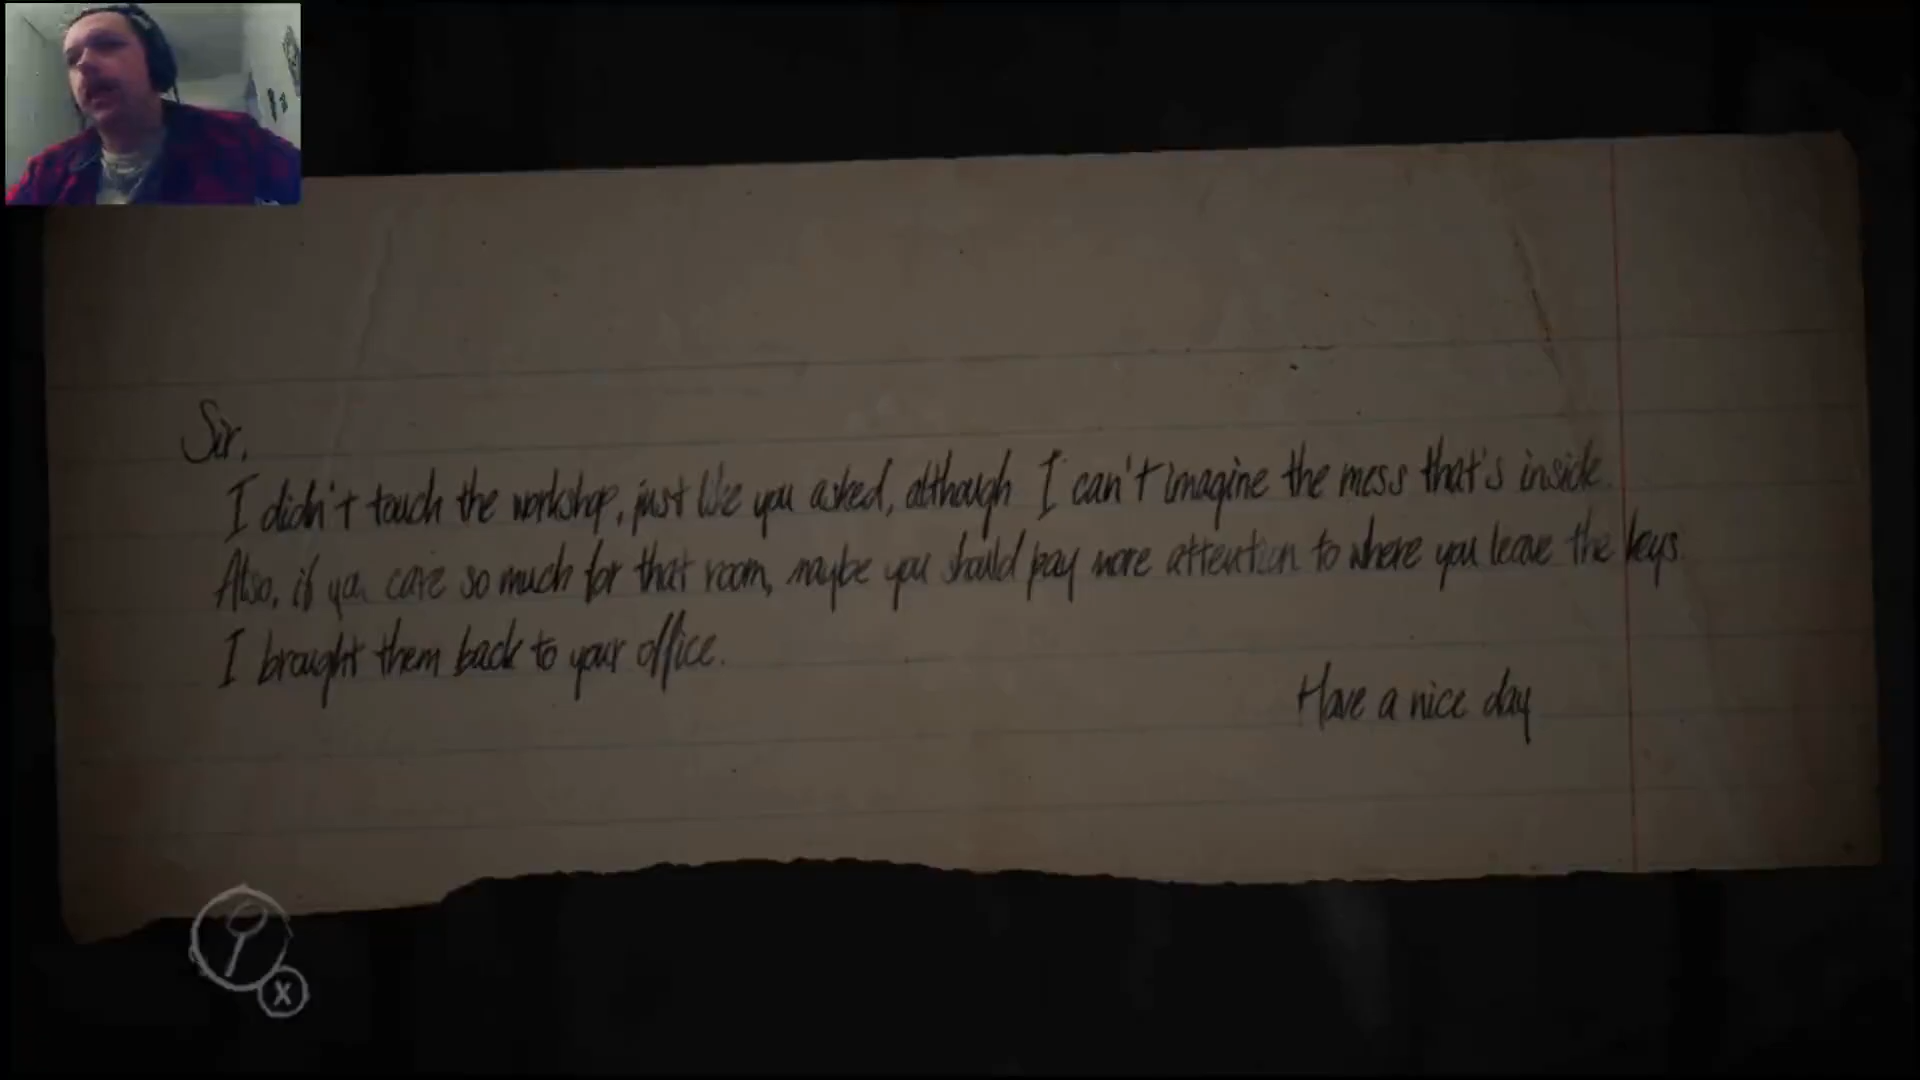 Sir,
I didn't touch the workshop, just like you asked, although I can't imagine the mess that's inside.
Also, if you care so much for that room, maybe you should pay more attention to where you leave the keys.
I brought them back to your office.
Have a nice day
X